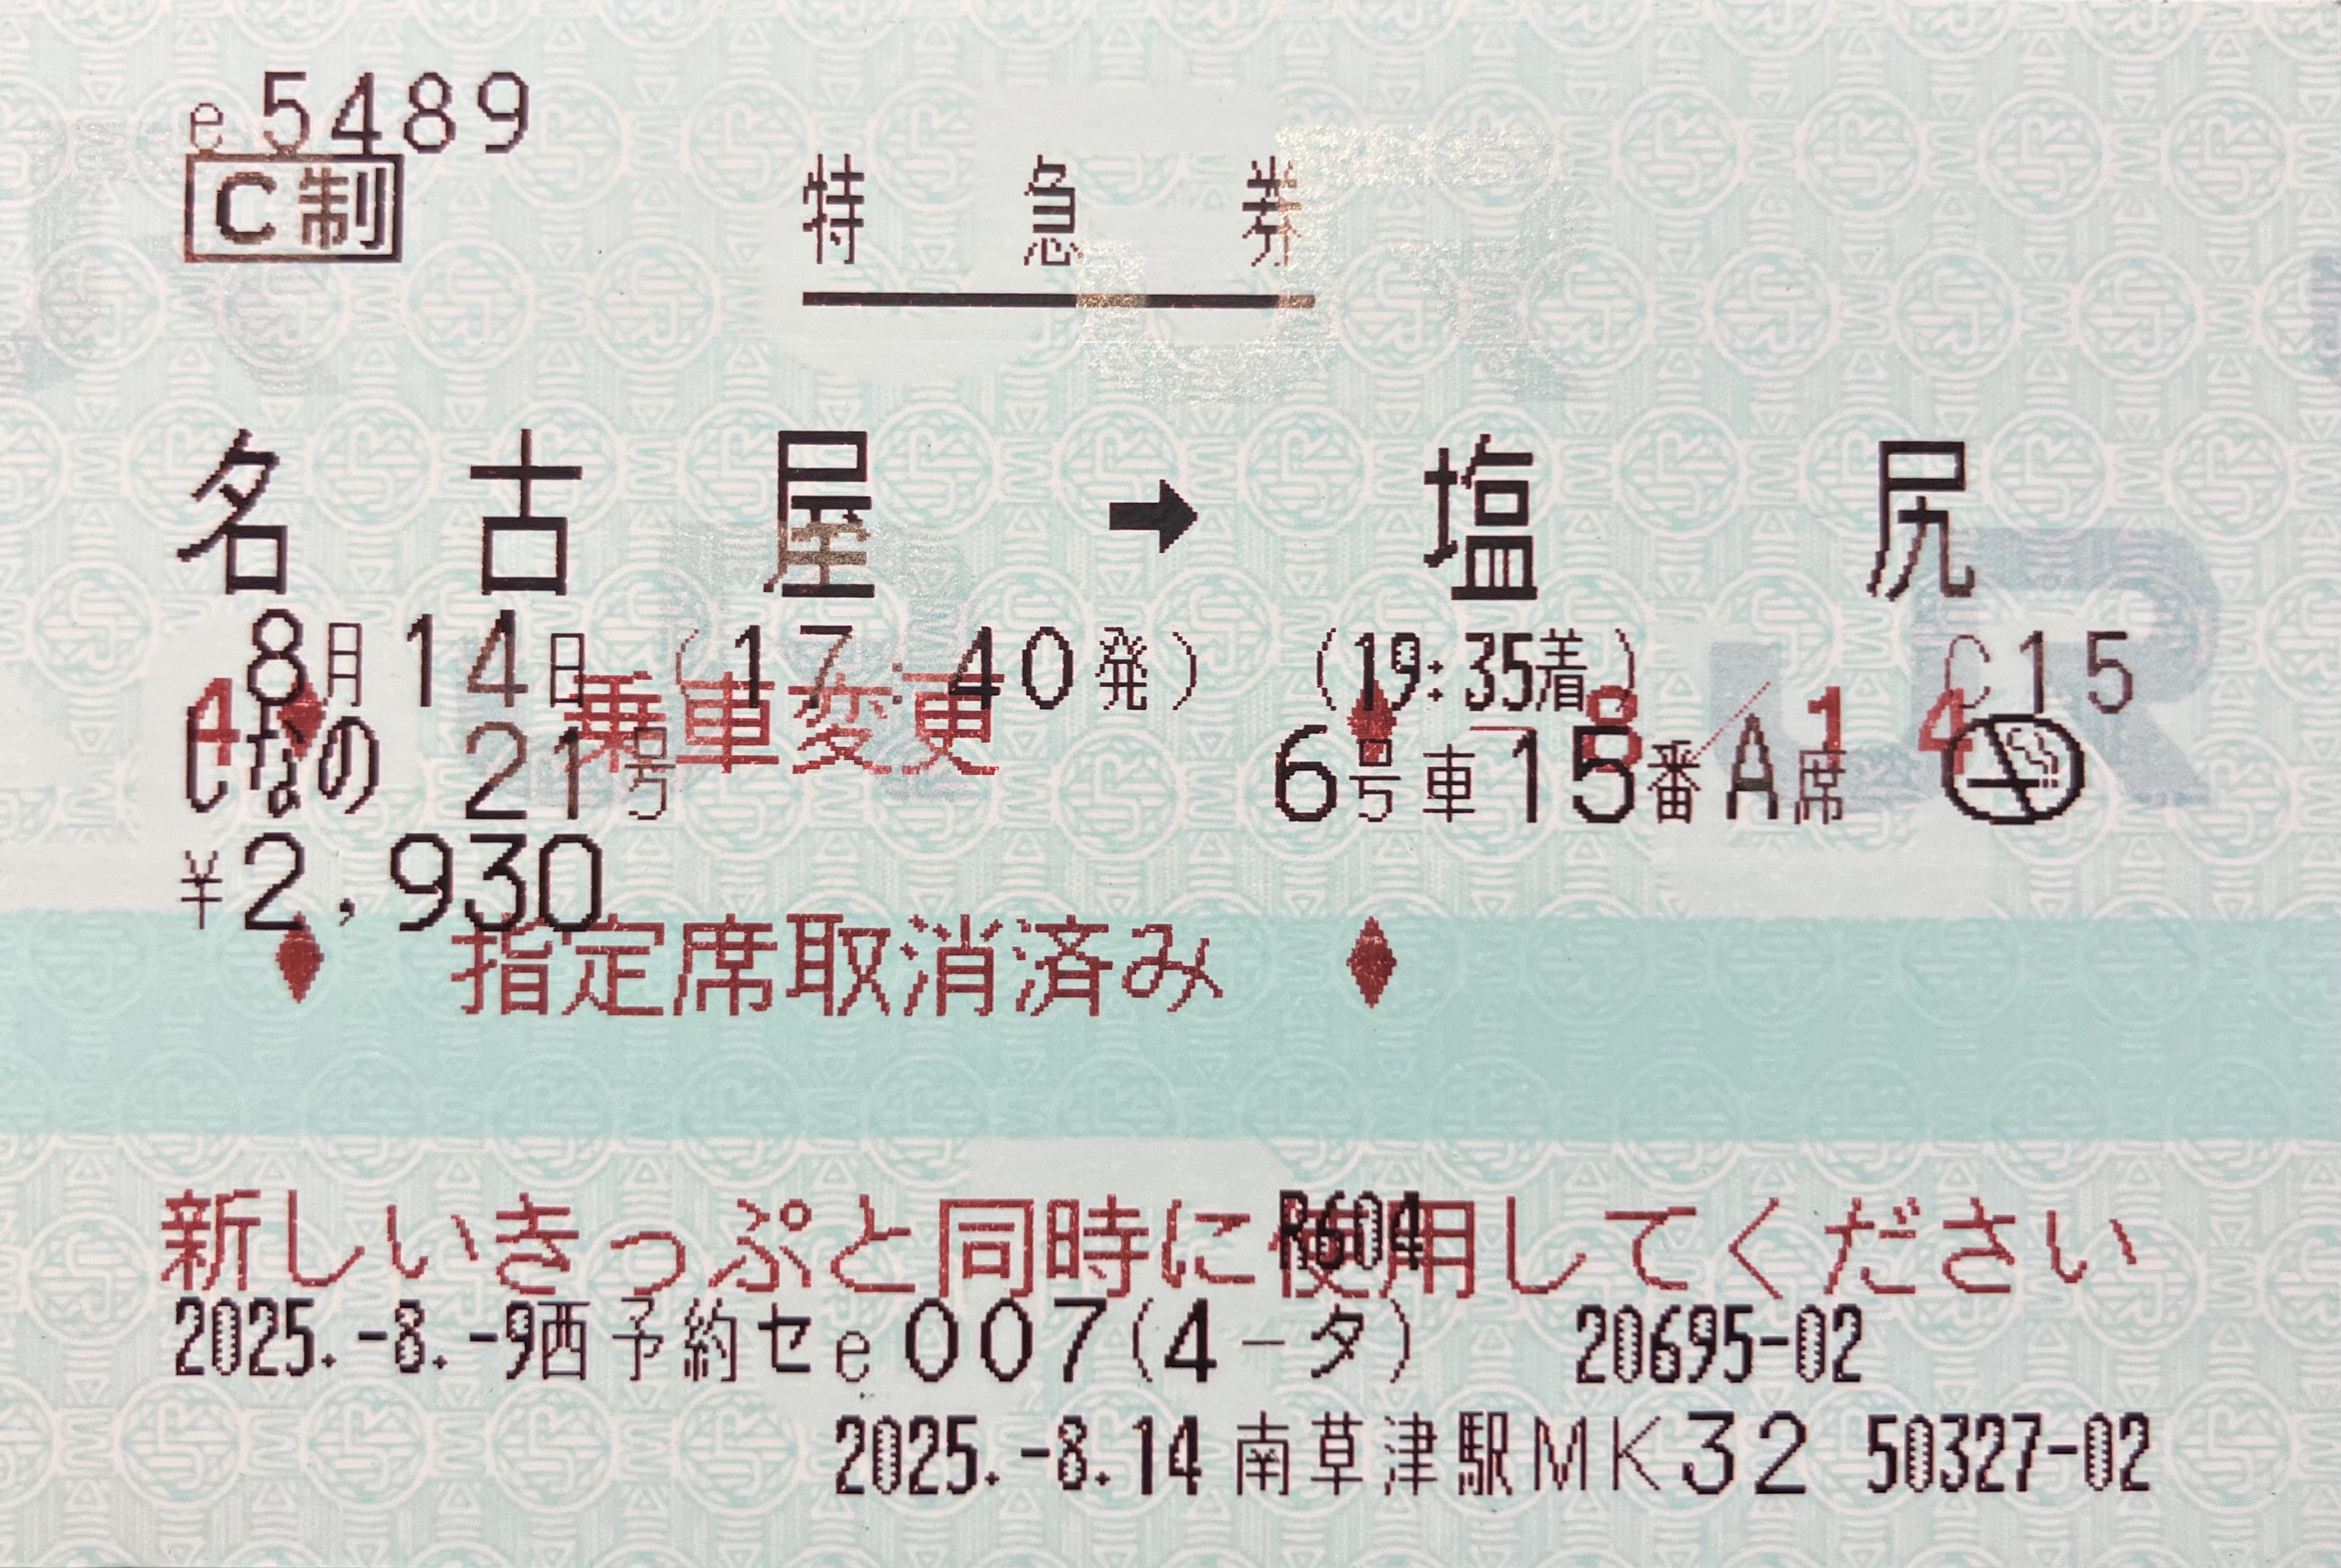 e5489
C制
特急券
名古屋 ➡ 塩尻
8月14日 (17:40発) (19:35着) C15
4 乗車変更 8 1 4
しなの 21号 6号車15番A席
¥2,930
指定席取消済み
新しいきっぷと同時に使用してください
R604
2025.-8.-9西予約セe007(4-タ) 20695-02
2025.-8.14南草津駅MK32 50327-02